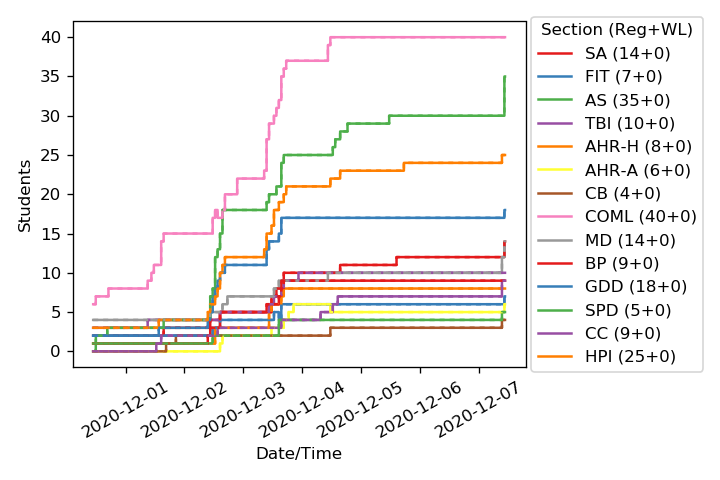 Section (Reg+WL)
SA (14+0)
FIT (7+0)
AS (35+0)
TBI (10+0)
AHR-H (8+0)
AHR-A (6+0)
CB (4+0)
COML (40+0)
MD (14+0)
BP (9+0)
GDD (18+0)
SPD (5+0)
CC (9+0)
HPI (25+0)
Students
40
35
30
25
20
15
10
5
0
2020-12-01
2020-12-02
2020-12-03
2020-12-04
2020-12-05
2020-12-06
2020-12-07
Date/Time